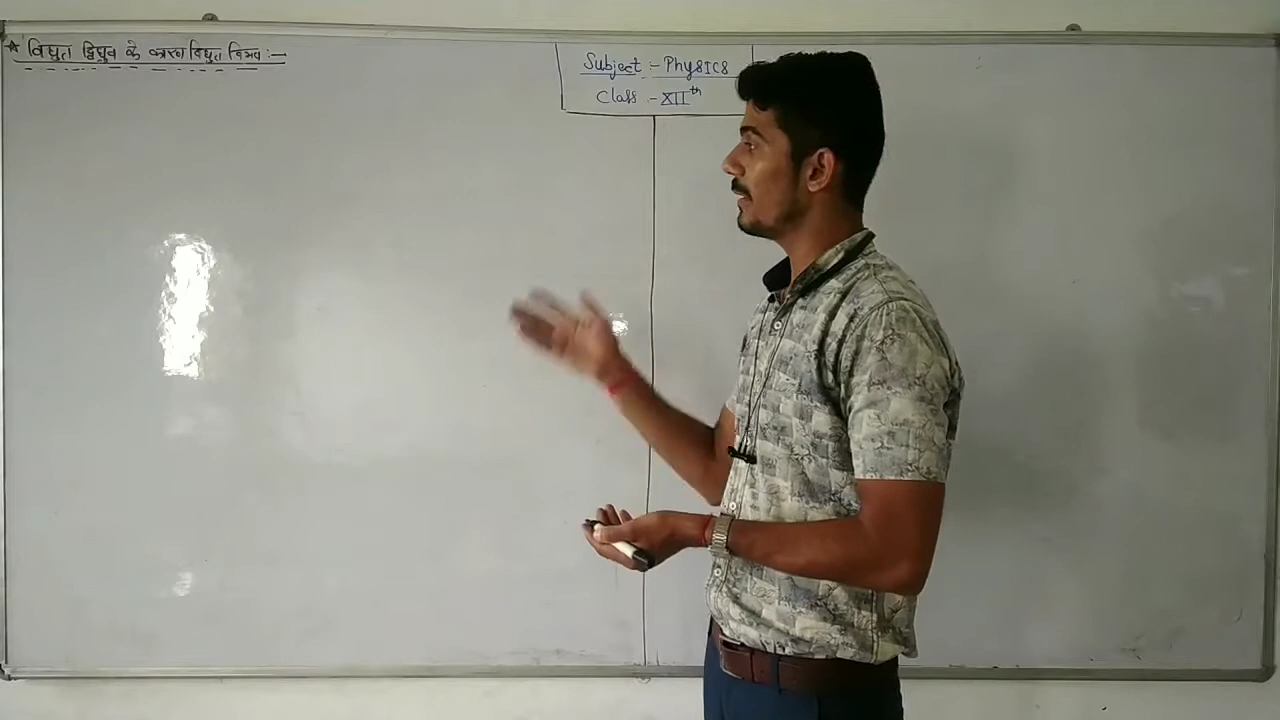 * विधुत द्विधुव के कारण विधुत विभव :-
Subject :- PhySICS
Class :- XIIth